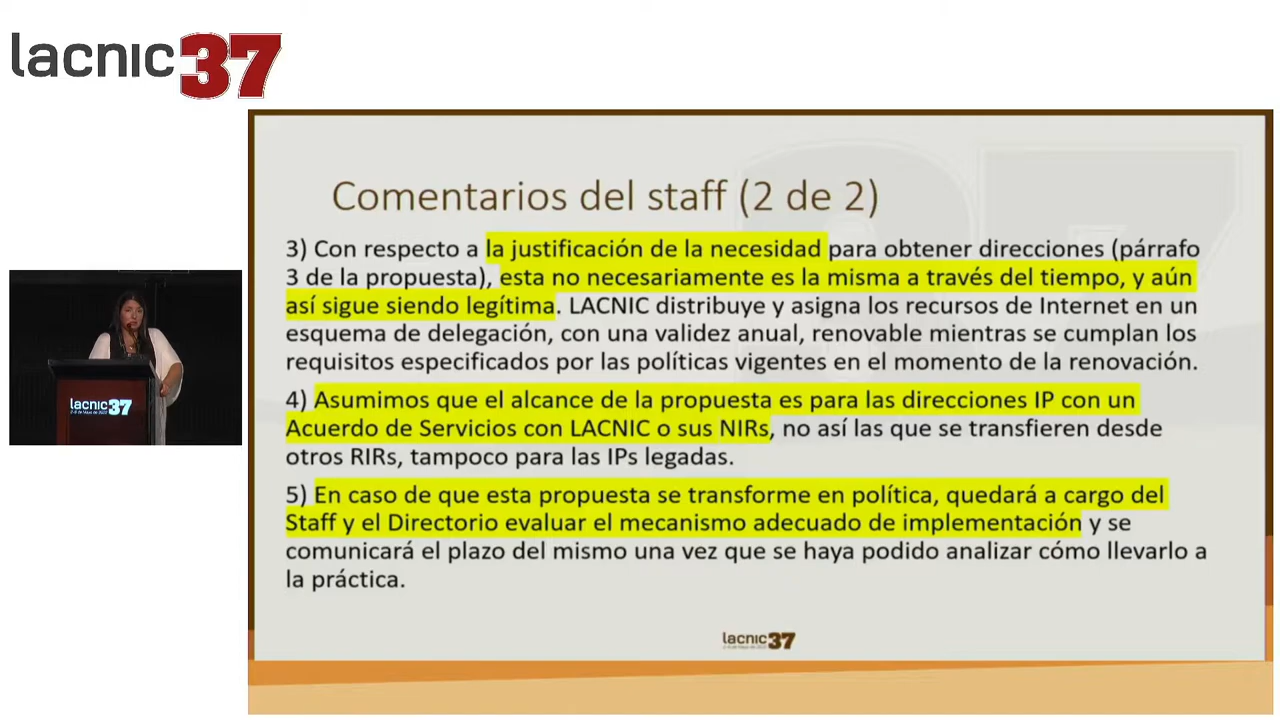 lacnic 37
Comentarios del staff (2 de 2)
3) Con respecto a la justificación de la necesidad para obtener direcciones (párrafo
3 de la propuesta), esta no necesariamente es la misma a través del tiempo, y aún
así sigue siendo legítima. LACNIC distribuye y asigna los recursos de Internet en un
esquema de delegación, con una validez anual, renovable mientras se cumplan los
requisitos especificados por las políticas vigentes en el momento de la renovación.
4) Asumimos que el alcance de la propuesta es para las direcciones IP con un
Acuerdo de Servicios con LACNIC o sus NIRs, no así las que se transfieren desde
otros RIRs, tampoco para las IPs legadas.
5) En caso de que esta propuesta se transforme en política, quedará a cargo del
Staff y el Directorio evaluar el mecanismo adecuado de implementación y se
comunicará el plazo del mismo una vez que se haya podido analizar cómo llevarlo a
la práctica.
lacnic 37
lacnic 37